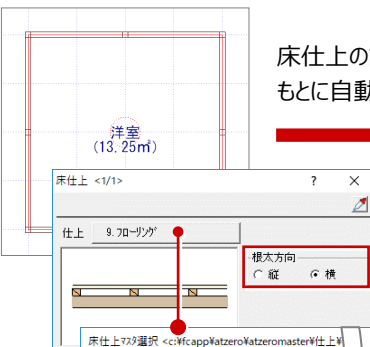 床仕上の
もとに自動
洋室
(13.25㎡)
床仕上 <1/1>
? ×
仕上 9.フローリング
根太方向
縦 横
床仕上マスタ選択 <c:¥fcapp¥atzero¥atzeromaster¥仕上¥